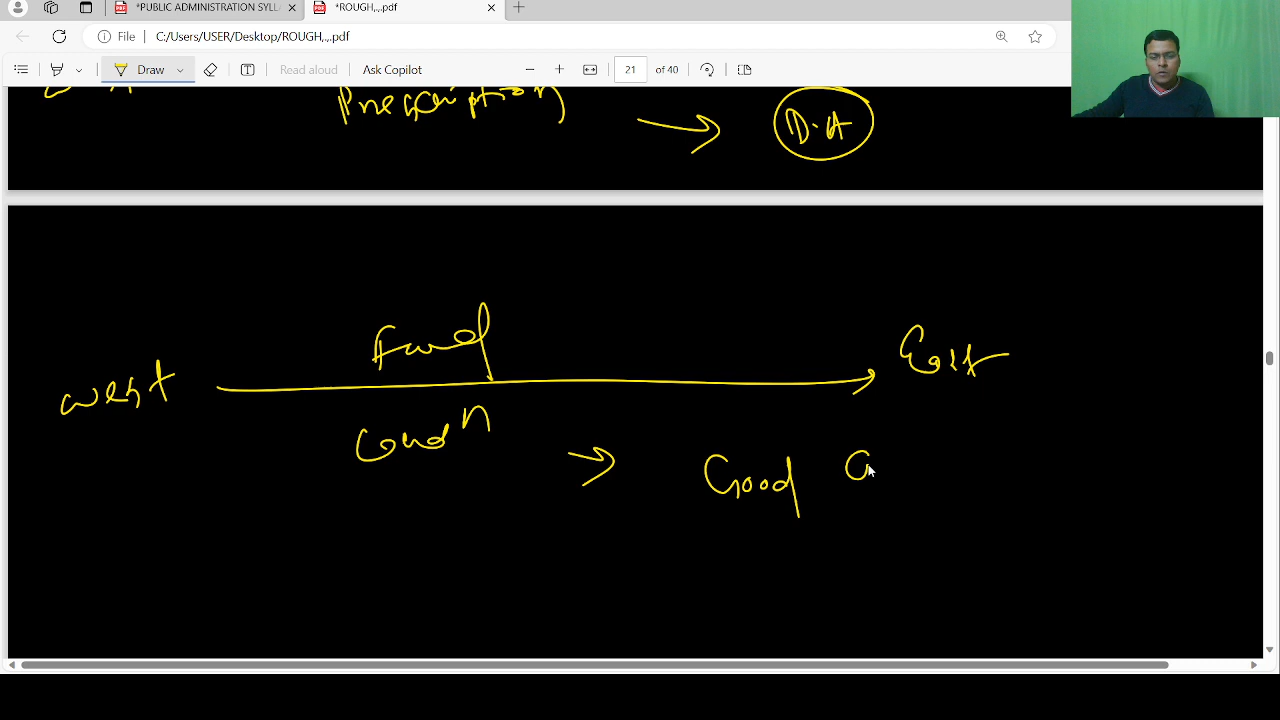 *PUBLIC ADMINISTRATION SYLL
*ROUGH,,,.pdf
File C:/Users/USER/Desktop/ROUGH,,,.pdf
Draw Read aloud Ask Copilot 21 of 40
Prescription
D.A
Fund
West East
Condn
Good G